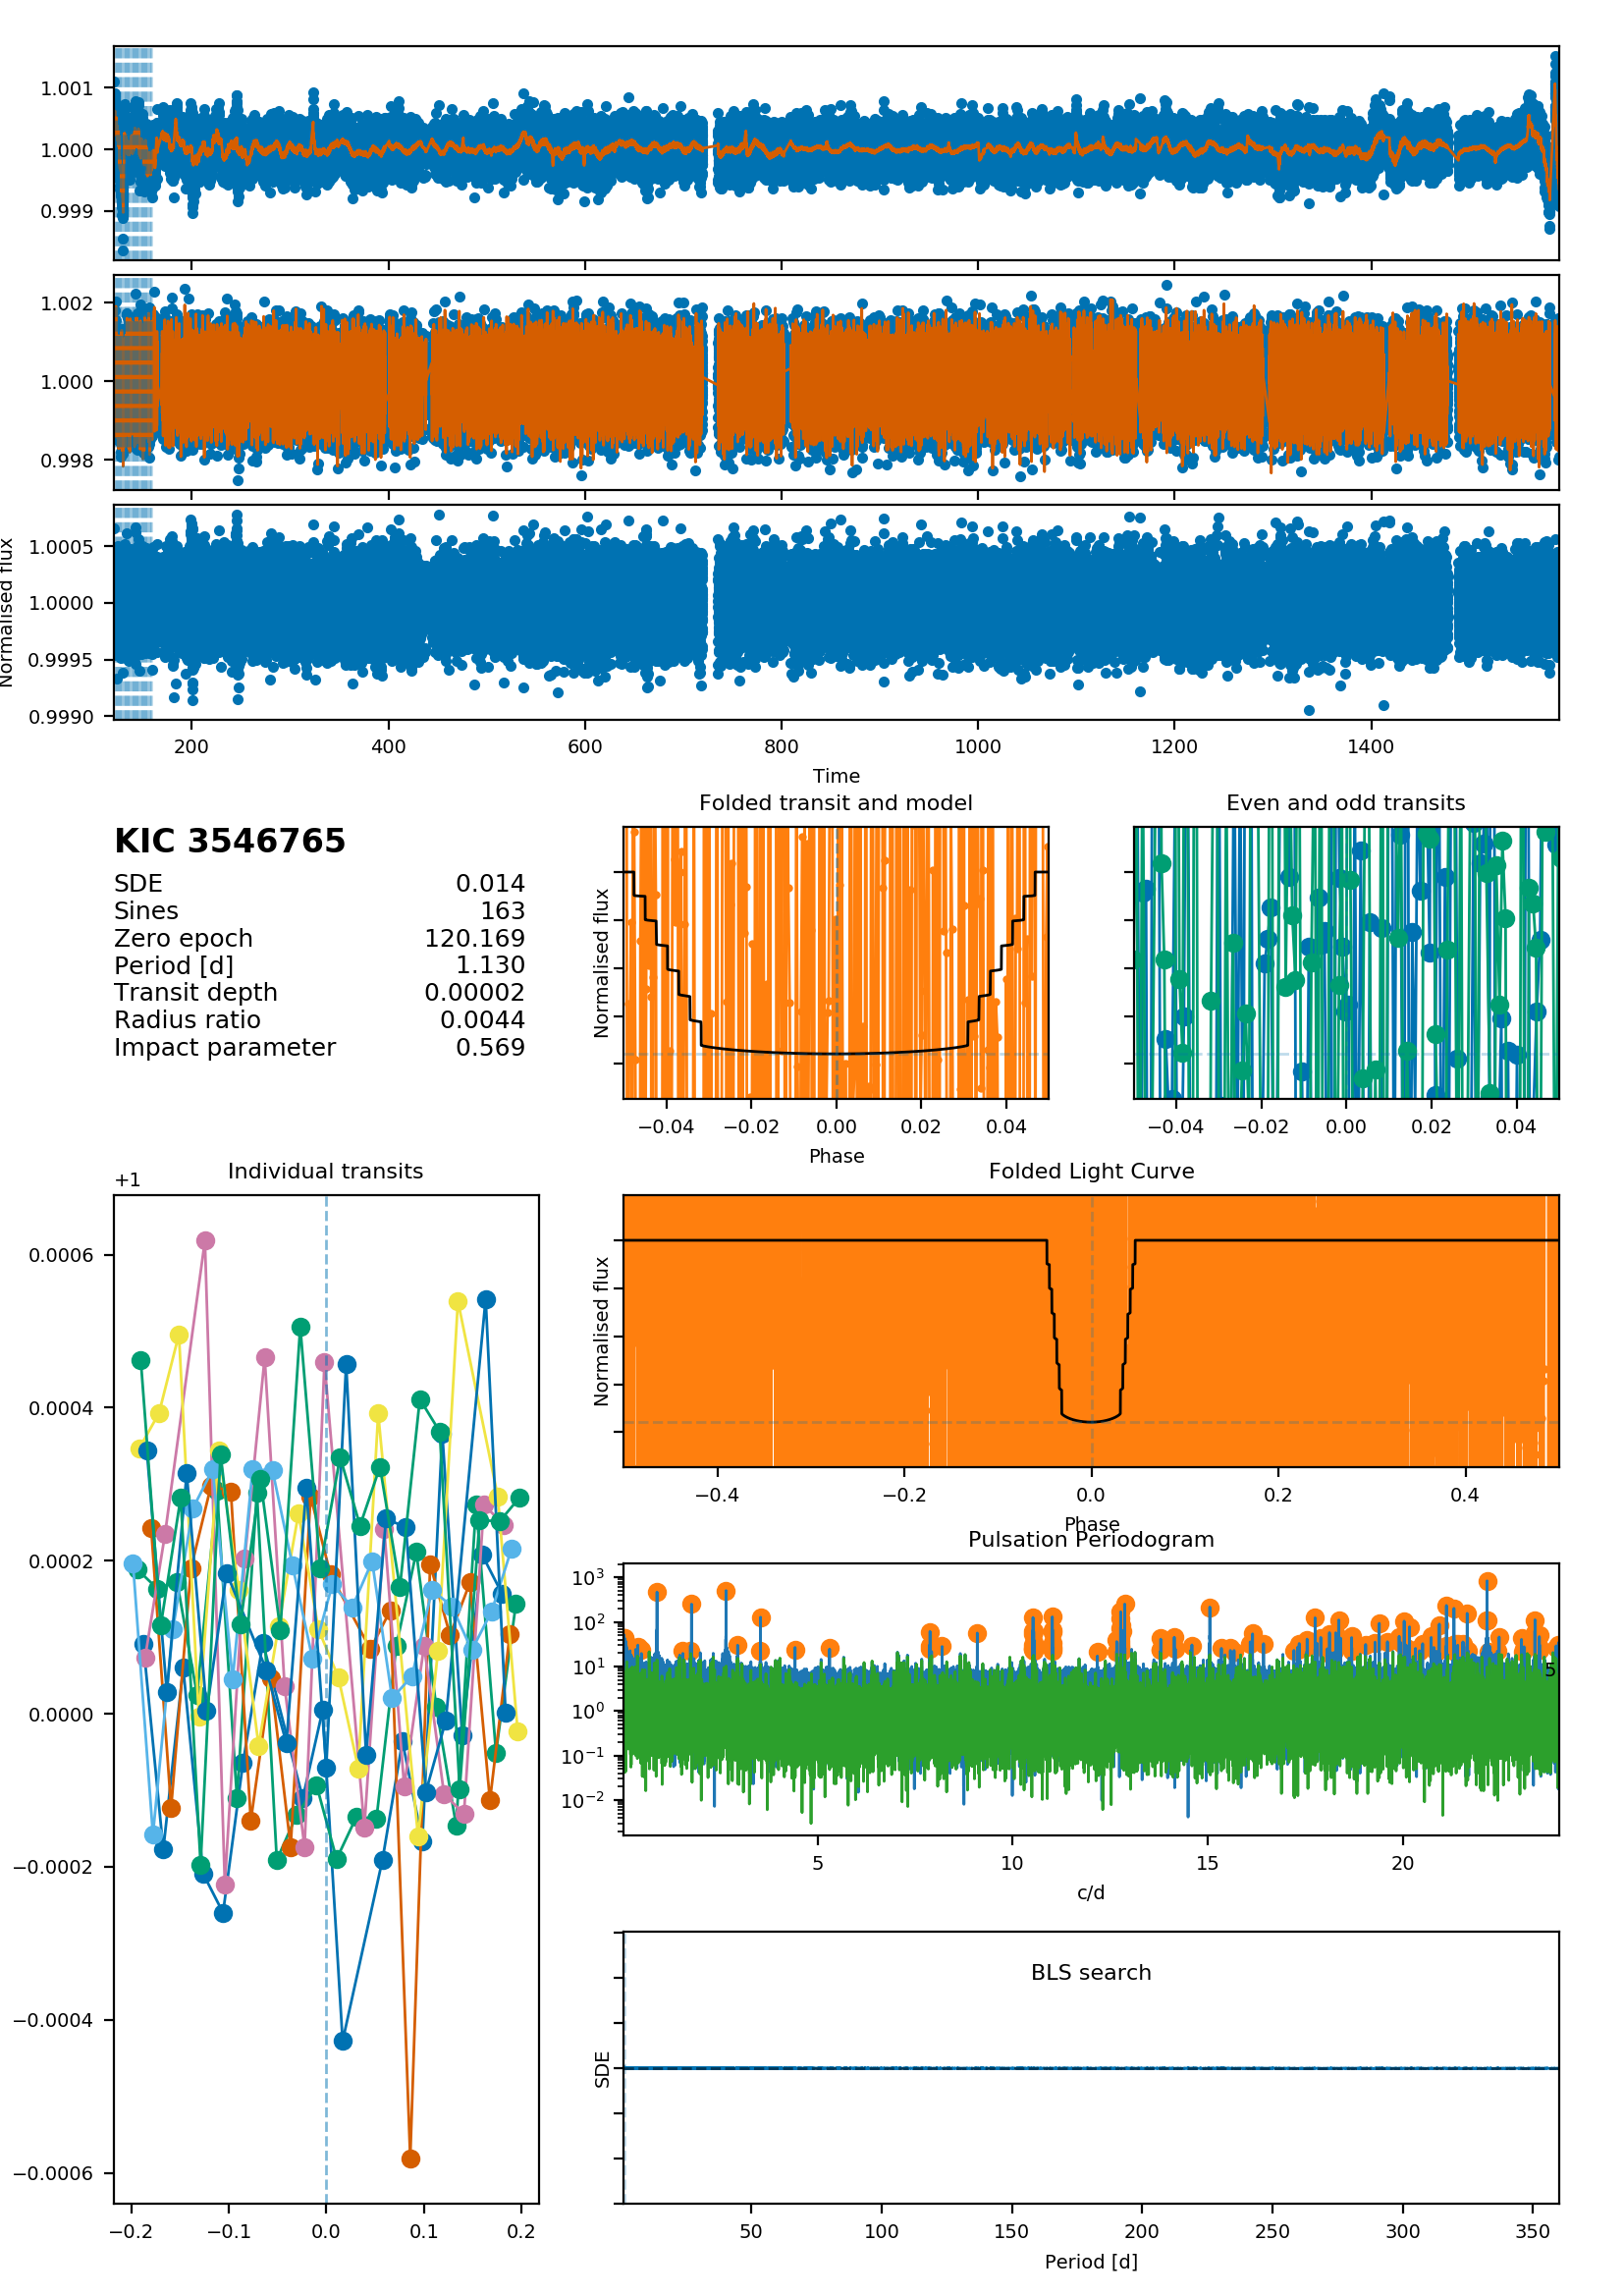 1.001
1.000
0.999
1.002
1.000
0.998
Normalised flux
1.0005
1.0000
0.9995
0.9990
200 400 600 800 1000 1200 1400
Time
KIC 3546765
SDE 0.014
Sines 163
Zero epoch 120.169
Period [d] 1.130
Transit depth 0.00002
Radius ratio 0.0044
Impact parameter 0.569
Folded transit and model
Normalised flux
−0.04 −0.02 0.00 0.02 0.04
Phase
Even and odd transits
−0.04 −0.02 0.00 0.02 0.04
Individual transits
+1
0.0006
0.0004
0.0002
0.0000
−0.0002
−0.0004
−0.0006
−0.2 −0.1 0.0 0.1 0.2
Folded Light Curve
Normalised flux
−0.4 −0.2 0.0 0.2 0.4
Phase
Pulsation Periodogram
10³
10²
10¹
10⁰
10⁻¹
10⁻²
5
5 10 15 20
c/d
BLS search
SDE
50 100 150 200 250 300 350
Period [d]